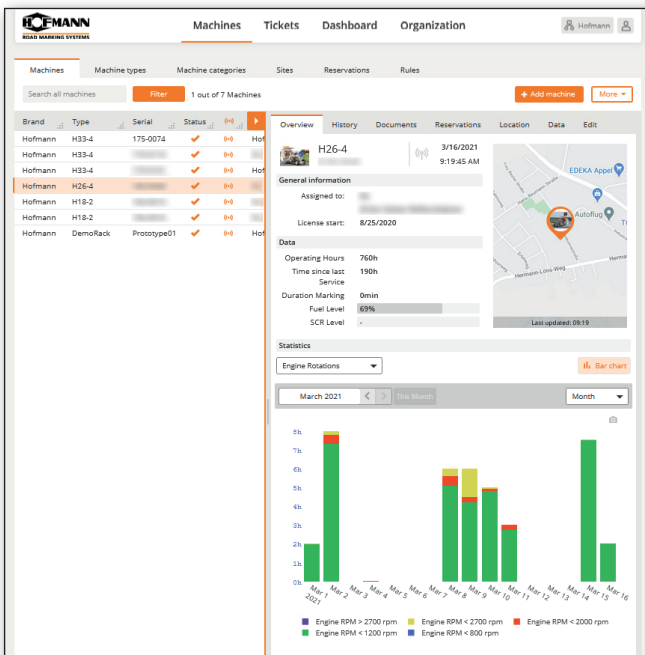 HOFMANN
ROAD MARKING SYSTEMS
Machines Tickets Dashboard Organization
Hofmann
Machines Machine types Machine categories Sites Reservations Rules
Search all machines Filter 1 out of 7 Machines + Add machine More
Brand Type Serial Status
Hofmann H33-4 175-0074 Hof
Hofmann H33-4
Hofmann H33-4
Hofmann H26-4
Hofmann H18-2
Hofmann H18-2
Hofmann DemoRack Prototype01 Hof
Overview History Documents Reservations Location Data Edit
H26-4 3/16/2021
9:19:45 AM
General information
Assigned to:
License start: 8/25/2020
EDEKA Appel
Autoflug
Hermann-Löns-Weg
Herma
Last updated: 09:19
Data
Operating Hours 760h
Time since last Service 190h
Duration Marking 0min
Fuel Level 69%
SCR Level -
Statistics
Engine Rotations Bar chart
March 2021 < > This Month Month
8h
7h
6h
5h
4h
3h
2h
1h
0h
Mar 1 2021 Mar 2 Mar 3 Mar 4 Mar 5 Mar 6 Mar 7 Mar 8 Mar 9 Mar 10 Mar 11 Mar 12 Mar 13 Mar 14 Mar 15 Mar 16
Engine RPM > 2700 rpm Engine RPM < 2700 rpm Engine RPM < 2000 rpm
Engine RPM < 1200 rpm Engine RPM < 800 rpm